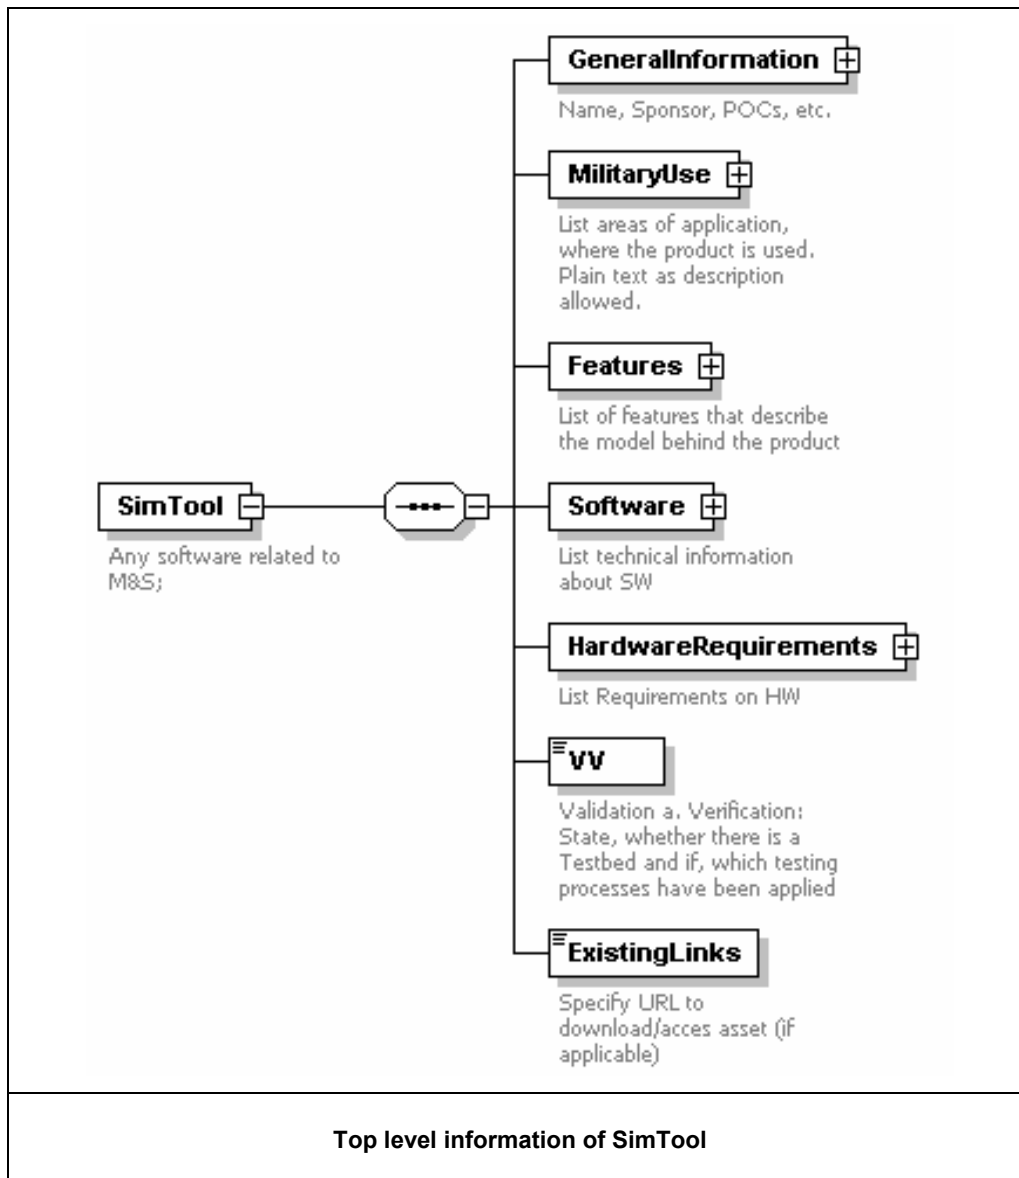 GeneralInformation
Name, Sponsor, POCs, etc.
MilitaryUse
List areas of application,
where the product is used.
Plain text as description
allowed.
Features
List of features that describe
the model behind the product
SimTool
Any software related to
M&S;
Software
List technical information
about SW
HardwareRequirements
List Requirements on HW
VV
Validation a. Verification:
State, whether there is a
Testbed and if, which testing
processes have been applied
ExistingLinks
Specify URL to
download/acces asset (if
applicable)
Top level information of SimTool